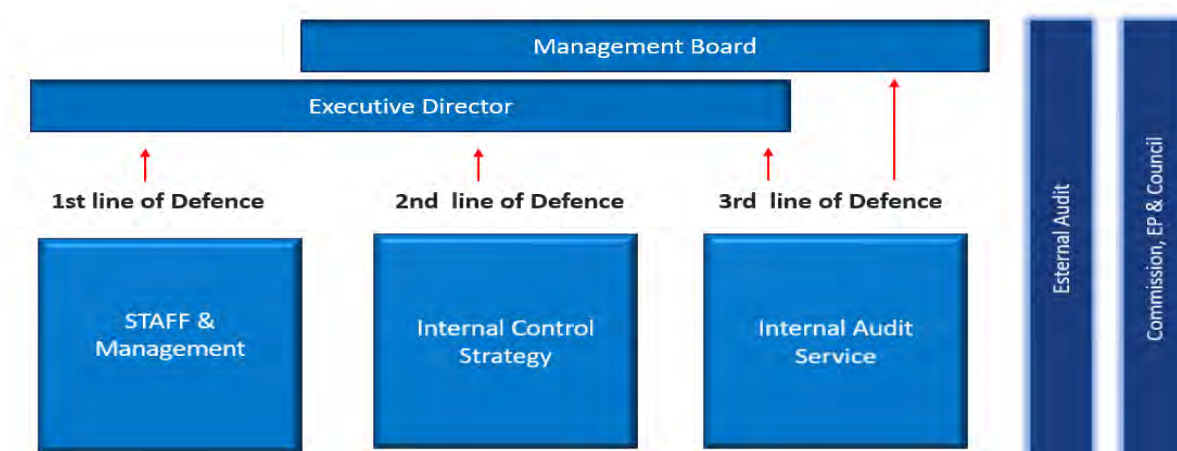 Management Board
Executive Director
1st line of Defence
2nd line of Defence
3rd line of Defence
STAFF &
Management
Internal Control
Strategy
Internal Audit
Service
Esternal Audit
Commission, EP & Council